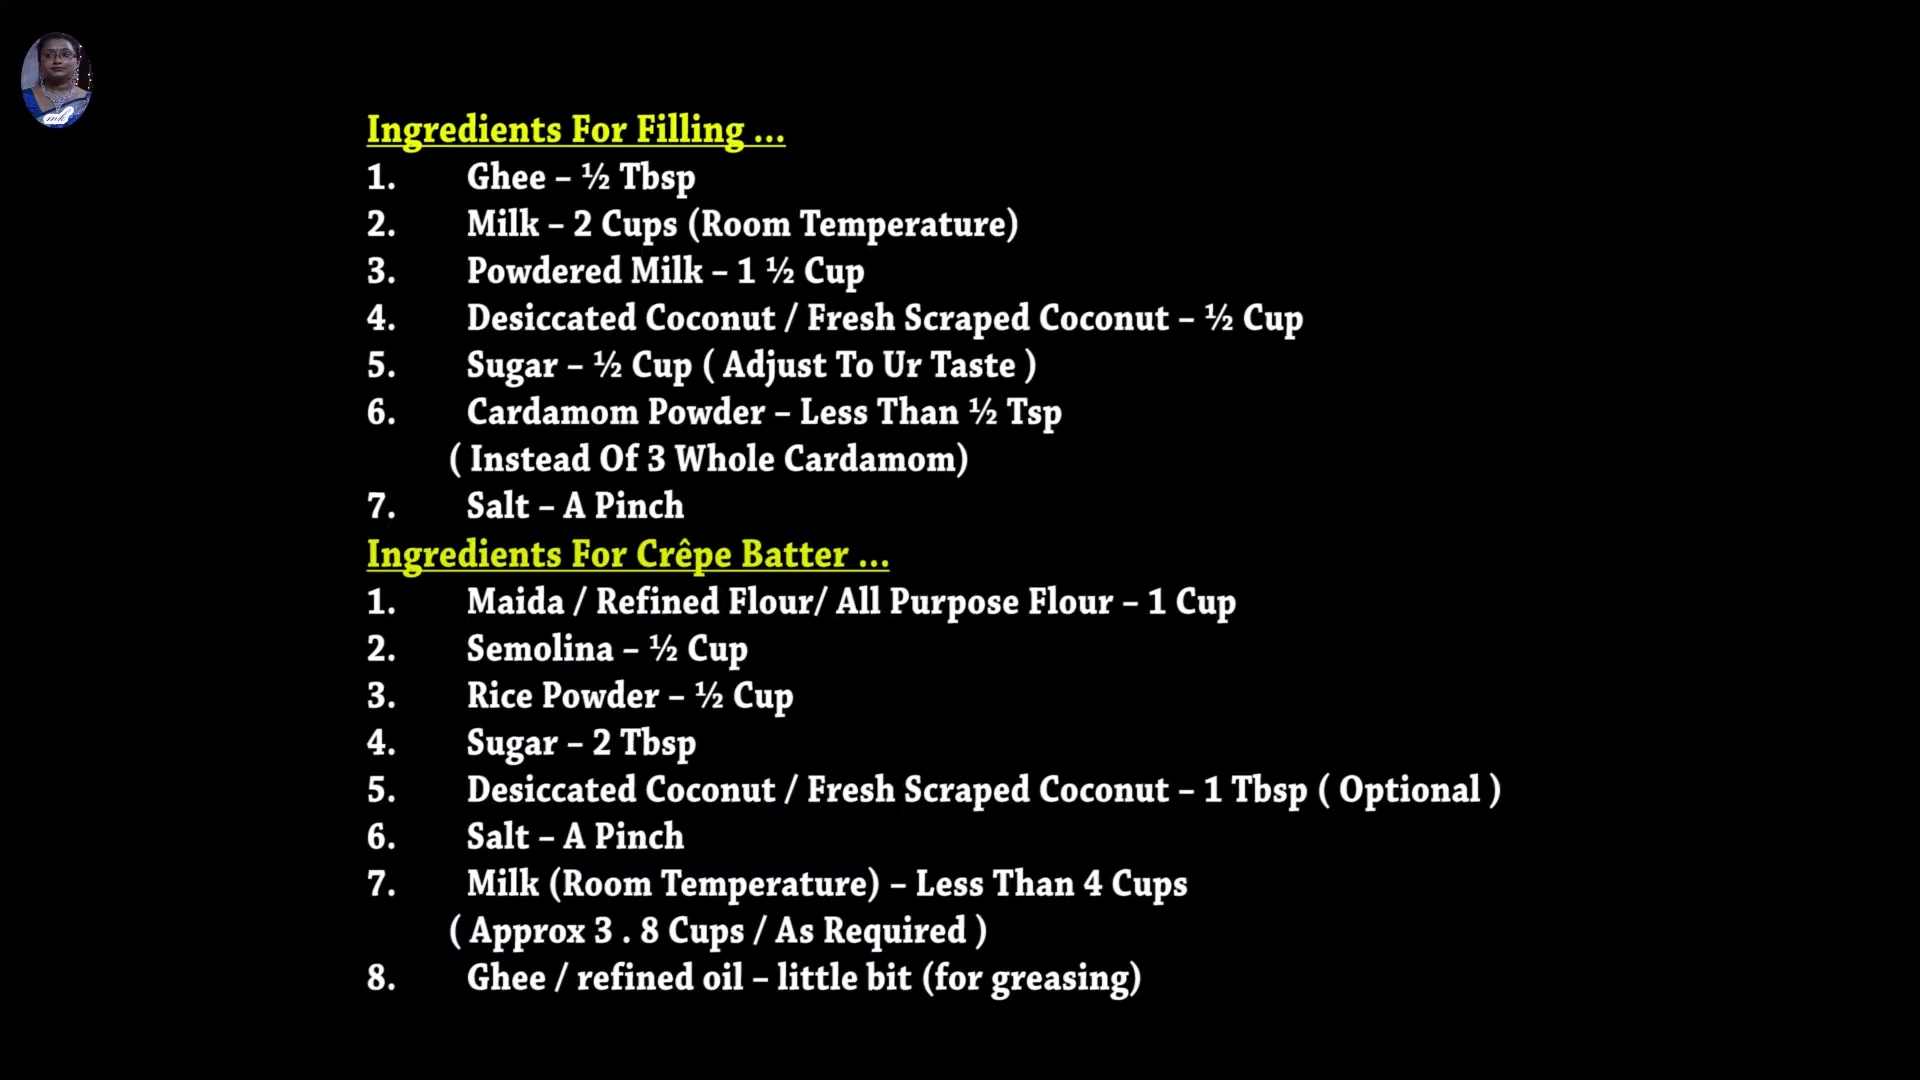 Ingredients For Filling ...
1. Ghee – ½ Tbsp
2. Milk – 2 Cups (Room Temperature)
3. Powdered Milk – 1 ½ Cup
4. Desiccated Coconut / Fresh Scraped Coconut – ½ Cup
5. Sugar – ½ Cup ( Adjust To Ur Taste )
6. Cardamom Powder – Less Than ½ Tsp
( Instead Of 3 Whole Cardamom)
7. Salt – A Pinch
Ingredients For Crêpe Batter ...
1. Maida / Refined Flour/ All Purpose Flour – 1 Cup
2. Semolina – ½ Cup
3. Rice Powder – ½ Cup
4. Sugar – 2 Tbsp
5. Desiccated Coconut / Fresh Scraped Coconut – 1 Tbsp ( Optional )
6. Salt – A Pinch
7. Milk (Room Temperature) – Less Than 4 Cups
( Approx 3 . 8 Cups / As Required )
8. Ghee / refined oil – little bit (for greasing)